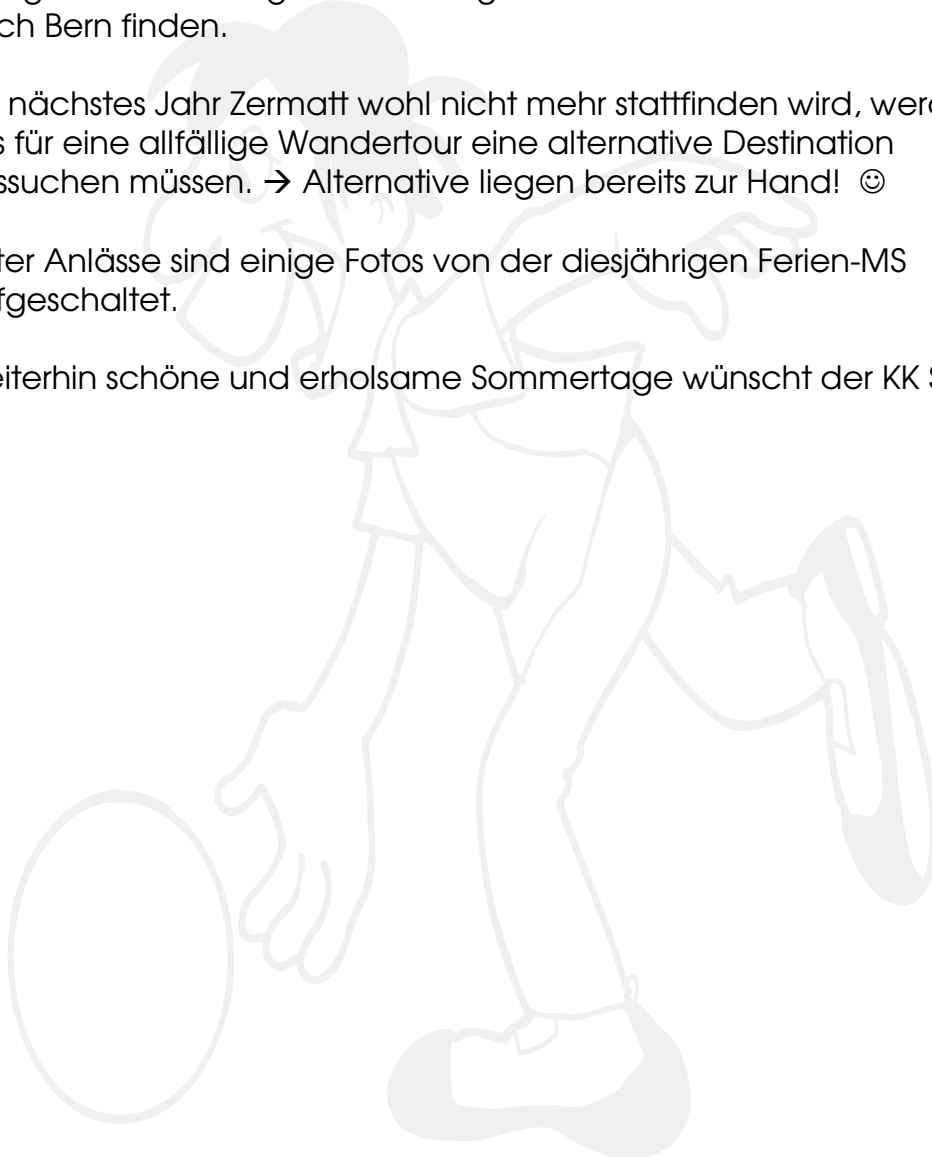 ch Bern finden.
nächstes Jahr Zermatt wohl nicht mehr stattfinden wird, werd
s für eine allfällige Wandertour eine alternative Destination
ssuchen müssen. → Alternative liegen bereits zur Hand! ☺
ter Anlässe sind einige Fotos von der diesjährigen Ferien-MS
fgeschaltet.
eiterhin schöne und erholsame Sommertage wünscht der KK S